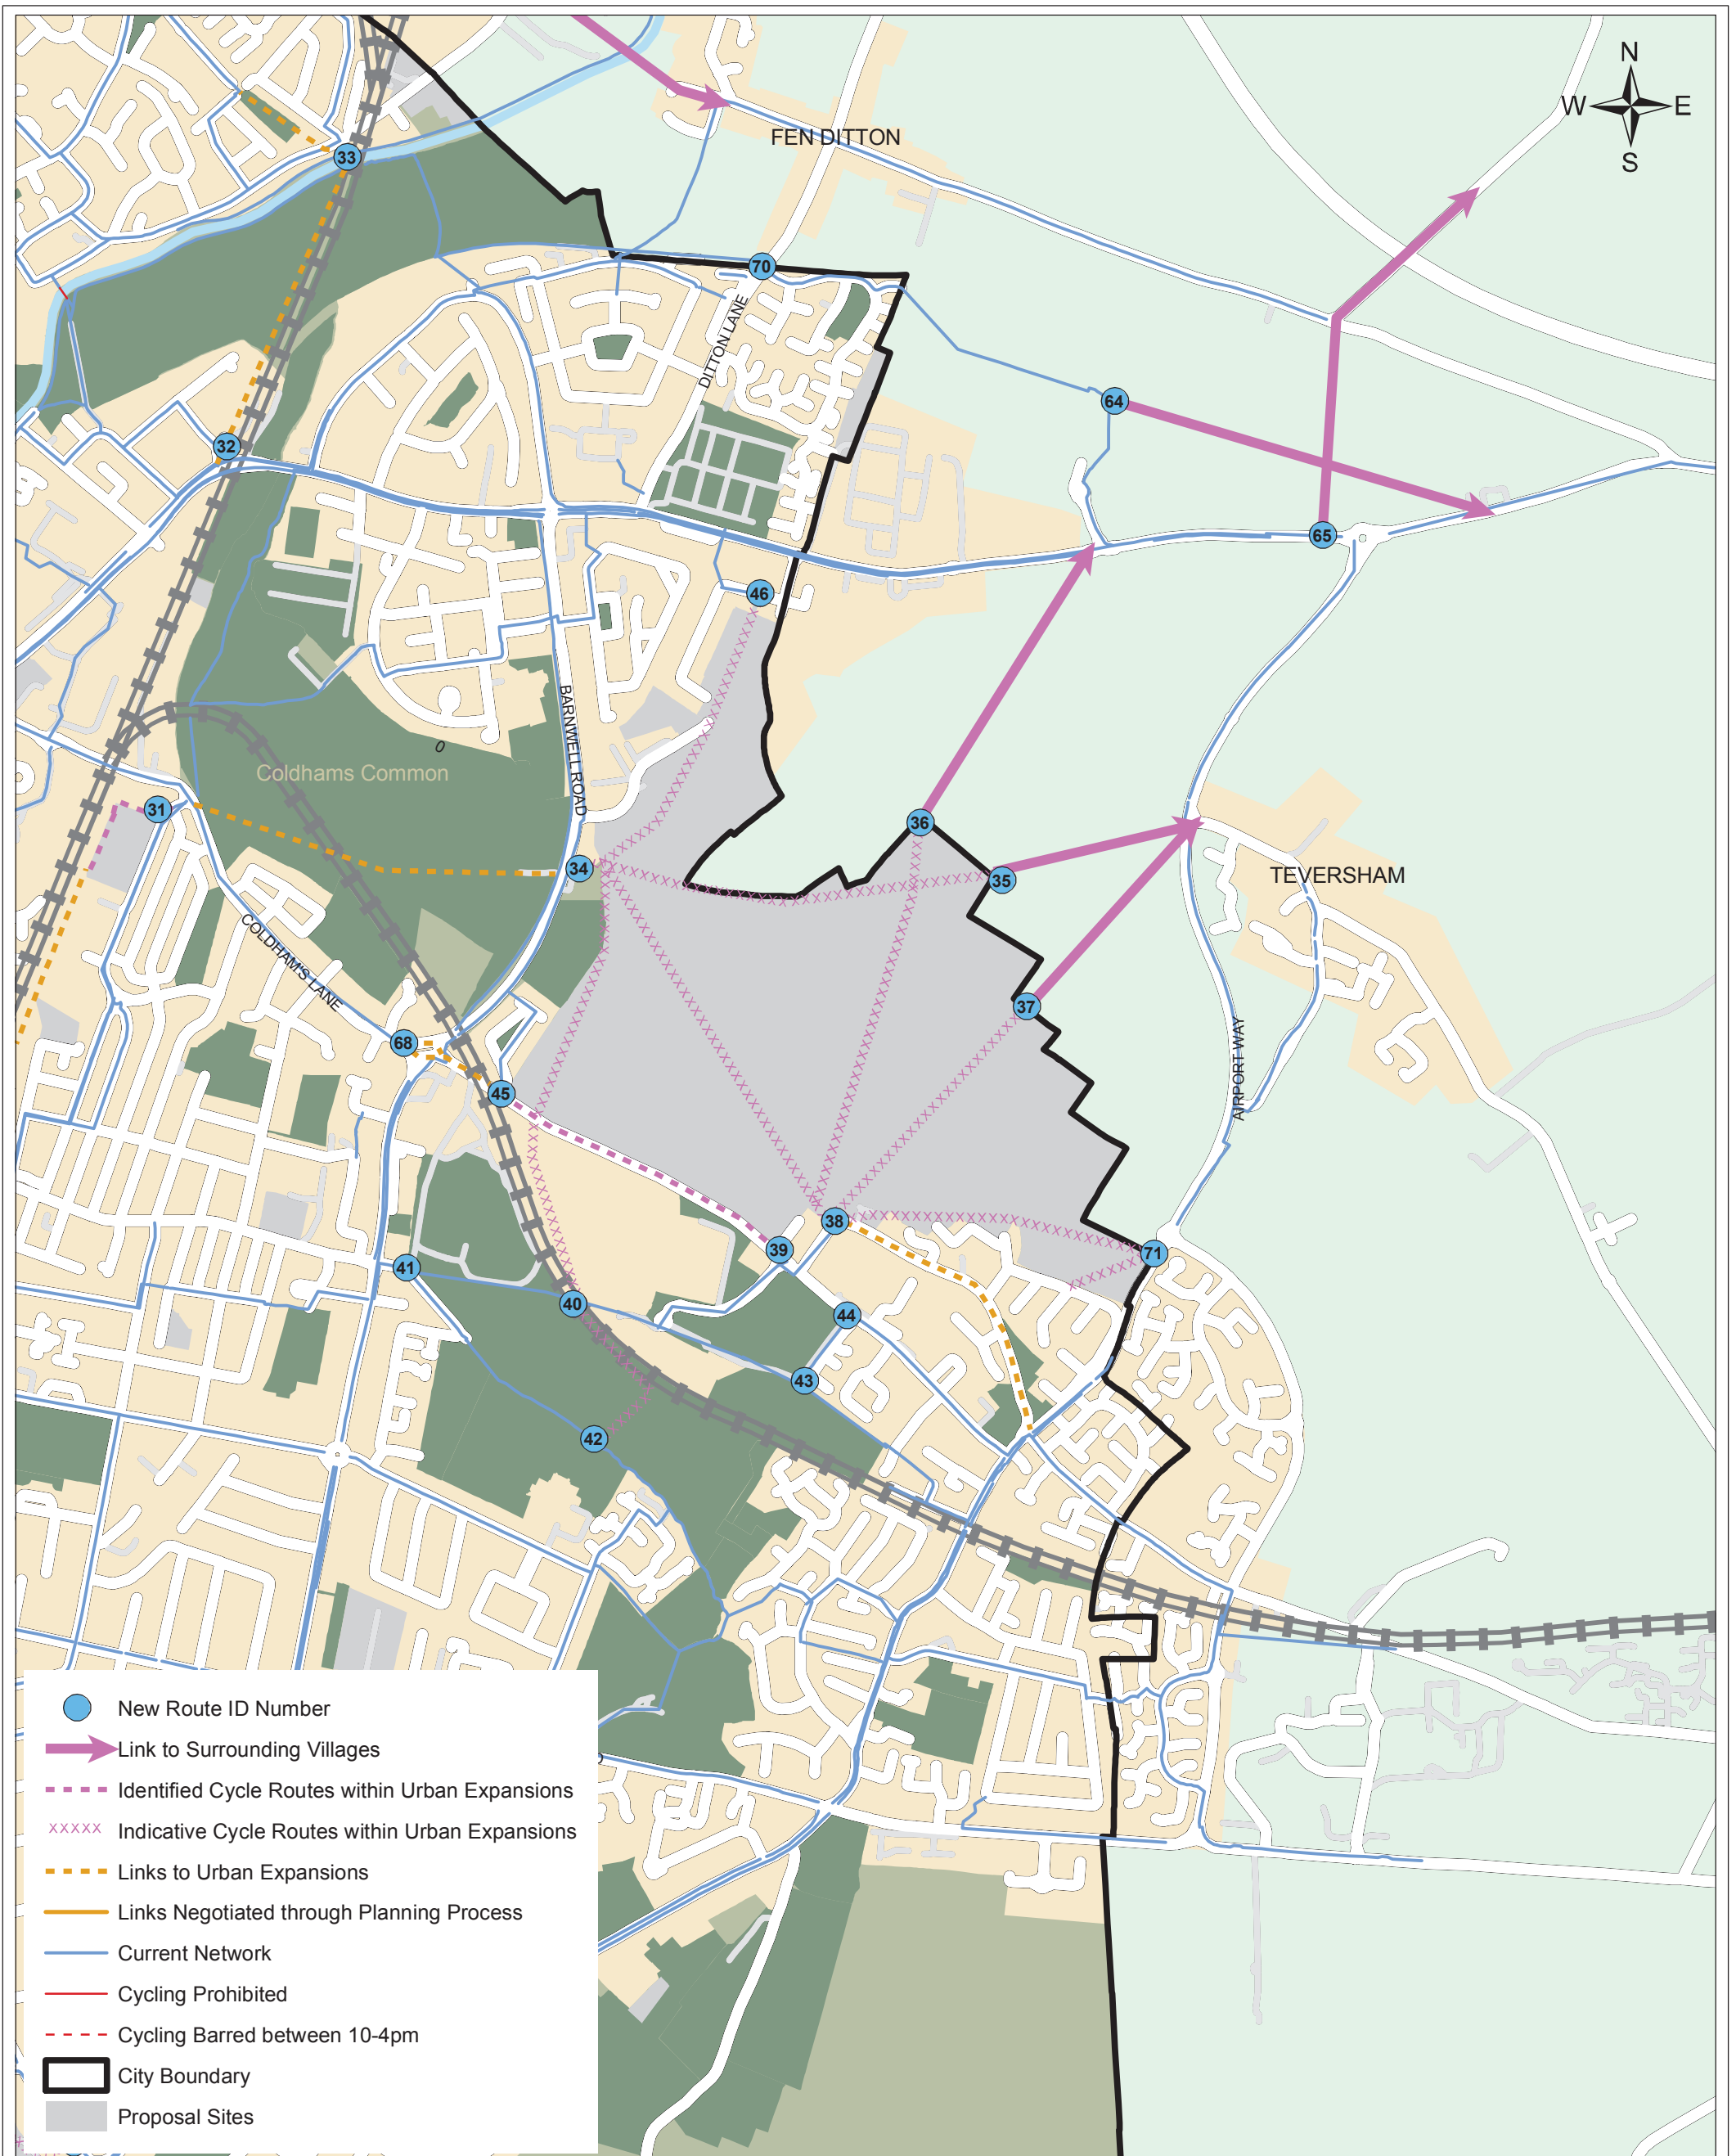 N
W E
S
FEN DITTON
33
70
DITTON LANE
64
32
65
46
BARNWELL ROAD
0
Coldhams Common
31
36
34
35
TEVERSHAM
COLDHAM'S LANE
37
68
AIRPORT WAY
45
38
39
71
41
40
44
43
42
New Route ID Number
Link to Surrounding Villages
Identified Cycle Routes within Urban Expansions
xxxxx Indicative Cycle Routes within Urban Expansions
Links to Urban Expansions
Links Negotiated through Planning Process
Current Network
Cycling Prohibited
Cycling Barred between 10-4pm
City Boundary
Proposal Sites